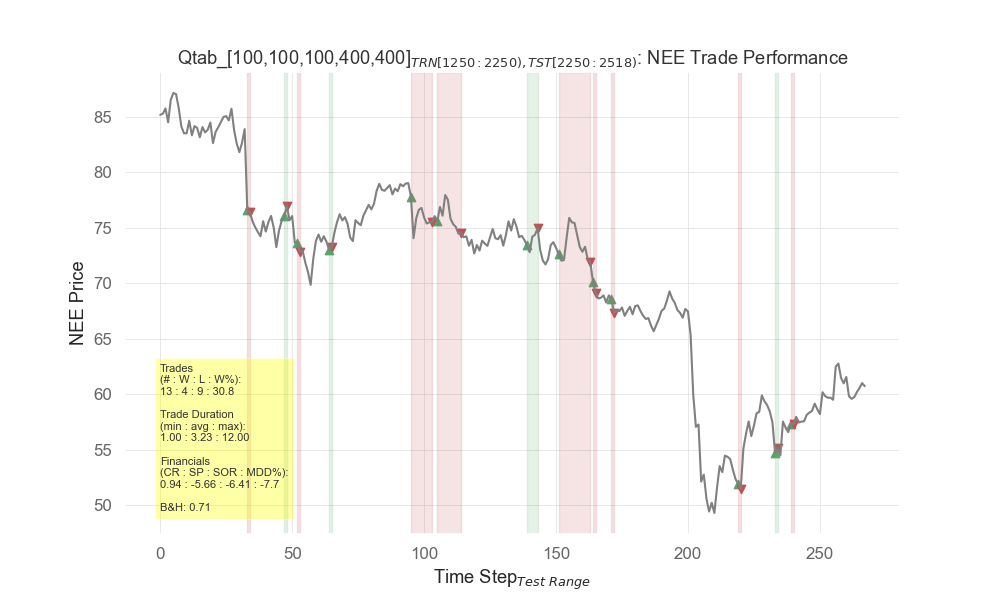 Qtab_[100,100,100,400,400]TRN[1250:2250),TST[2250:2518): NEE Trade Performance
NEE Price
85
80
75
70
65
60
55
50
Trades
(# : W : L : W%):
13 : 4 : 9 : 30.8
Trade Duration
(min : avg : max):
1.00 : 3.23 : 12.00
Financials
(CR : SP : SOR : MDD%):
0.94 : -5.66 : -6.41 : -7.7
B&H: 0.71
0 50 100 150 200 250
Time Step Test Range